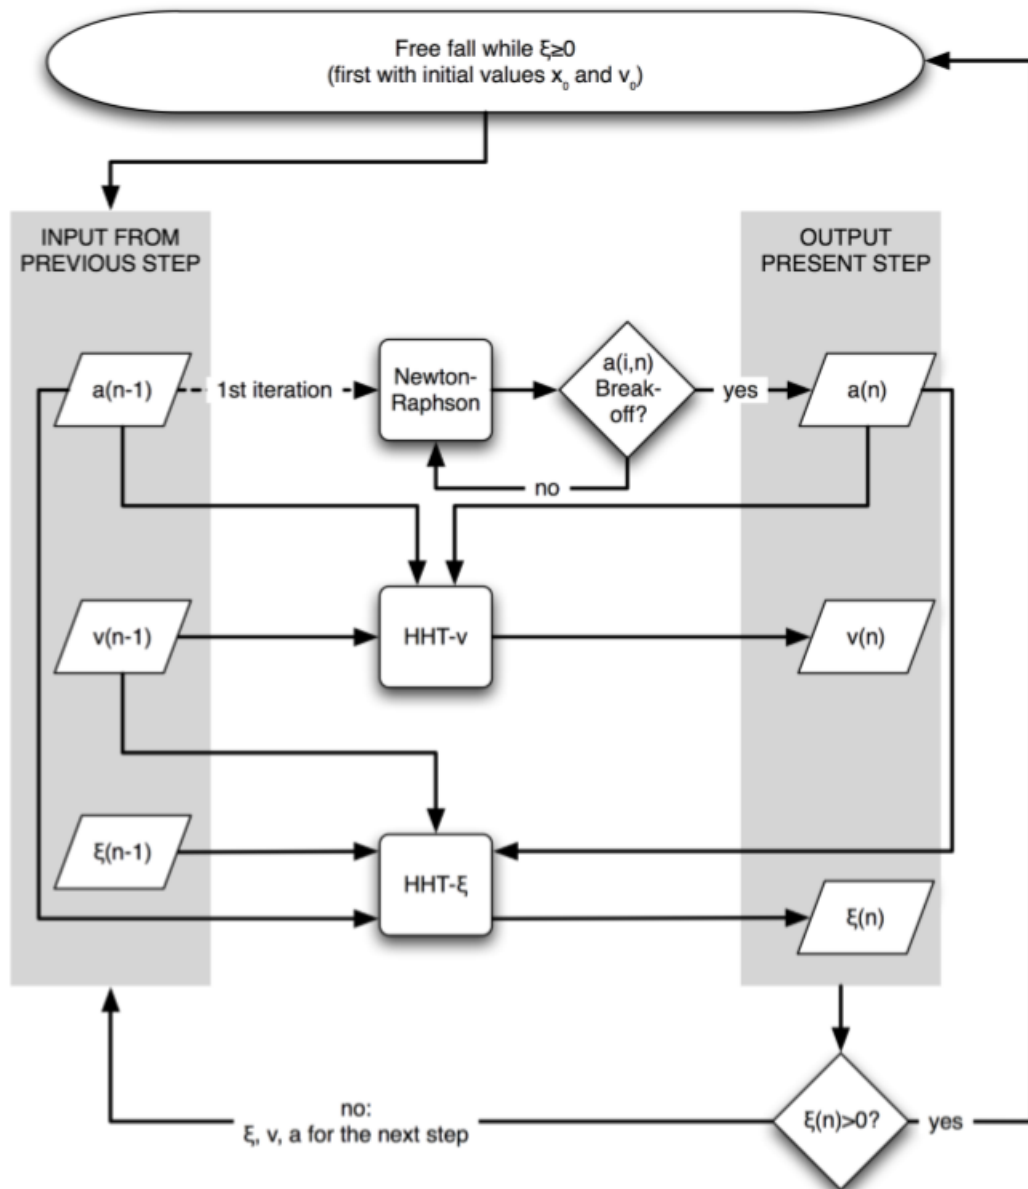 Free fall while ξ≥0
(first with initial values x₀ and v₀)
INPUT FROM
PREVIOUS STEP
OUTPUT
PRESENT STEP
a(n-1)
1st iteration
Newton-
Raphson
a(i,n)
Break-
off?
yes
a(n)
no
v(n-1)
HHT-v
v(n)
ξ(n-1)
HHT-ξ
ξ(n)
no:
ξ, v, a for the next step
ξ(n)>0?
yes